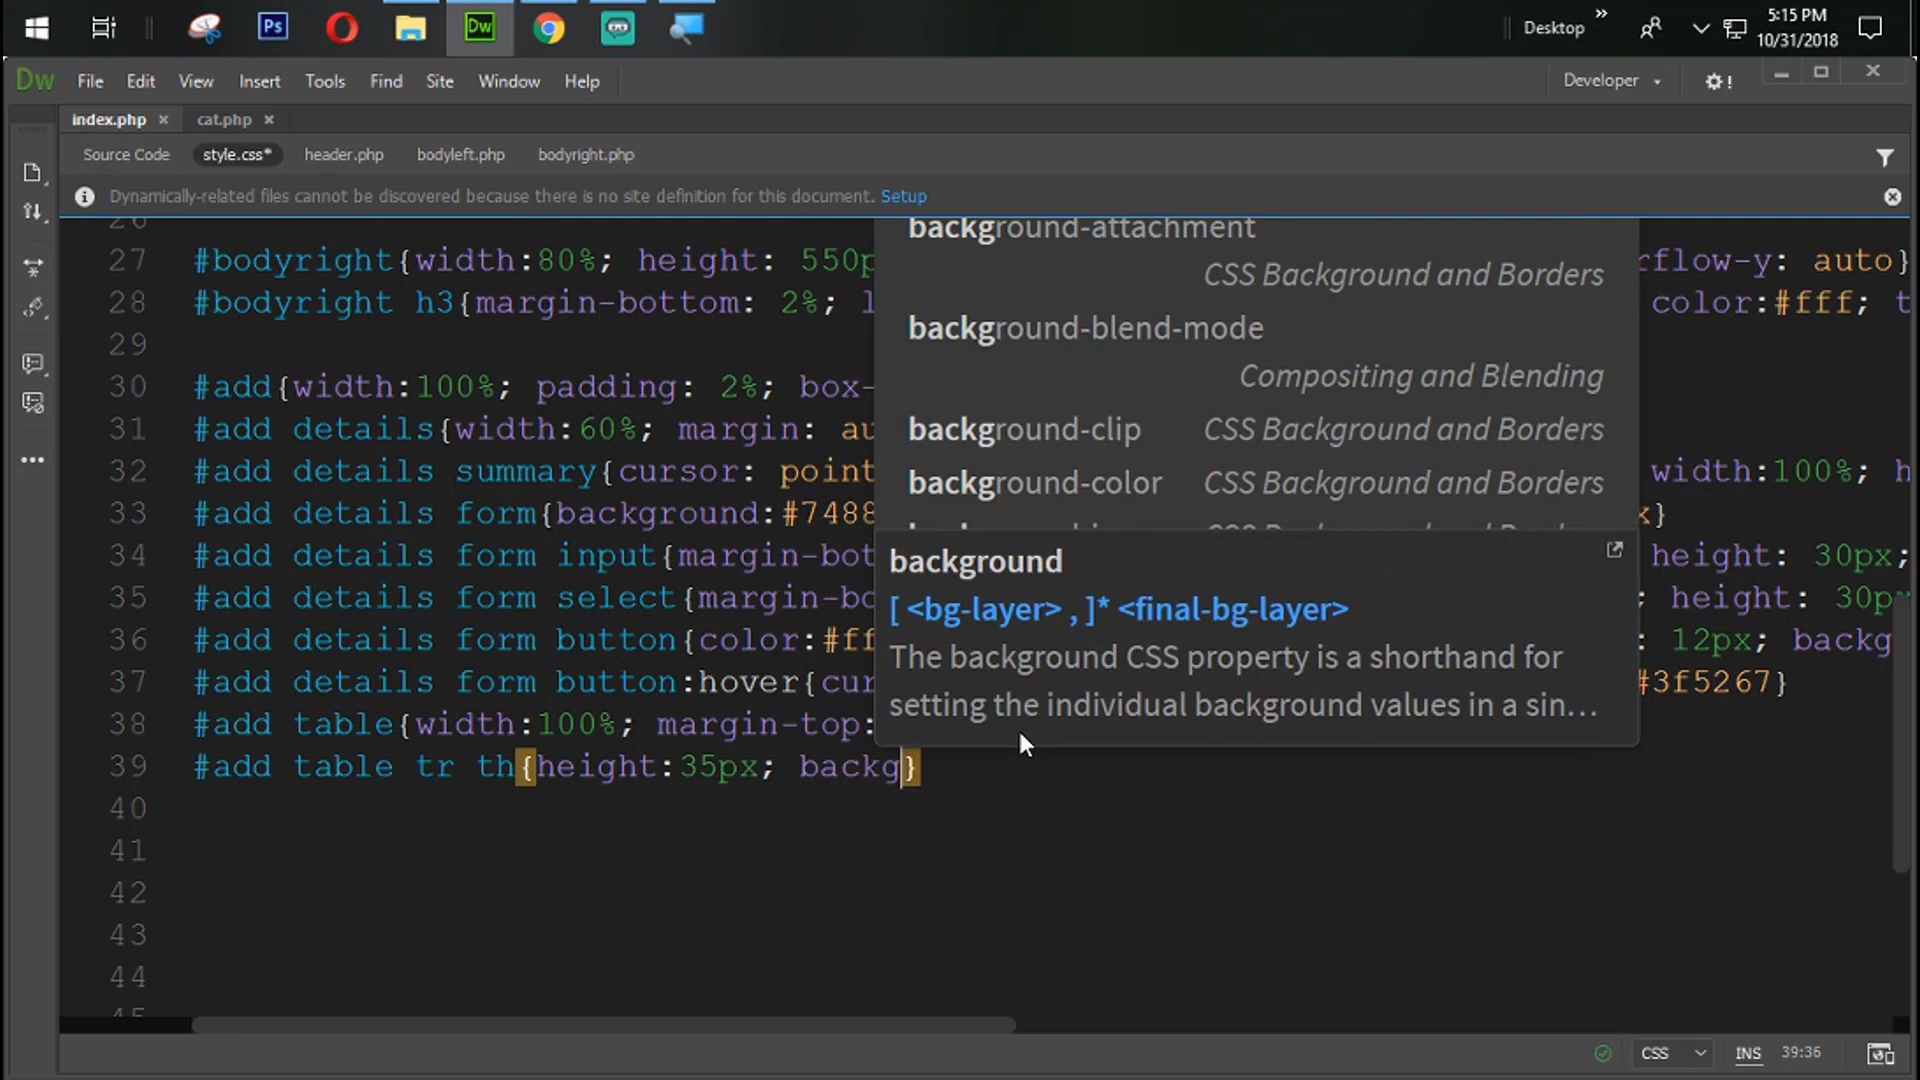 Ps
Dw
Desktop
»
5:15 PM
10/31/2018
Dw File Edit View Insert Tools Find Site Window Help
Developer
!
index.php × cat.php ×
Source Code style.css* header.php bodyleft.php bodyright.php
Dynamically-related files cannot be discovered because there is no site definition for this document. Setup
26
27 #bodyright{width:80%; height: 550p
rflow-y: auto}
28 #bodyright h3{margin-bottom: 2%; l
color:#fff; t
29
30 #add{width:100%; padding: 2%; box-
31 #add details{width:60%; margin: au
32 #add details summary{cursor: point
width:100%; h
33 #add details form{background:#7488
x}
34 #add details form input{margin-bot
height: 30px;
35 #add details form select{margin-bo
; height: 30px
36 #add details form button{color:#ff
: 12px; backg
37 #add details form button:hover{cur
#3f5267}
38 #add table{width:100%; margin-top:
39 #add table tr th{height:35px; backg}
40
41
42
43
44
45
background-attachment
CSS Background and Borders
background-blend-mode
Compositing and Blending
background-clip CSS Background and Borders
background-color CSS Background and Borders
background
[ <bg-layer> , ]* <final-bg-layer>
The background CSS property is a shorthand for
setting the individual background values in a sin...
CSS INS 39:36